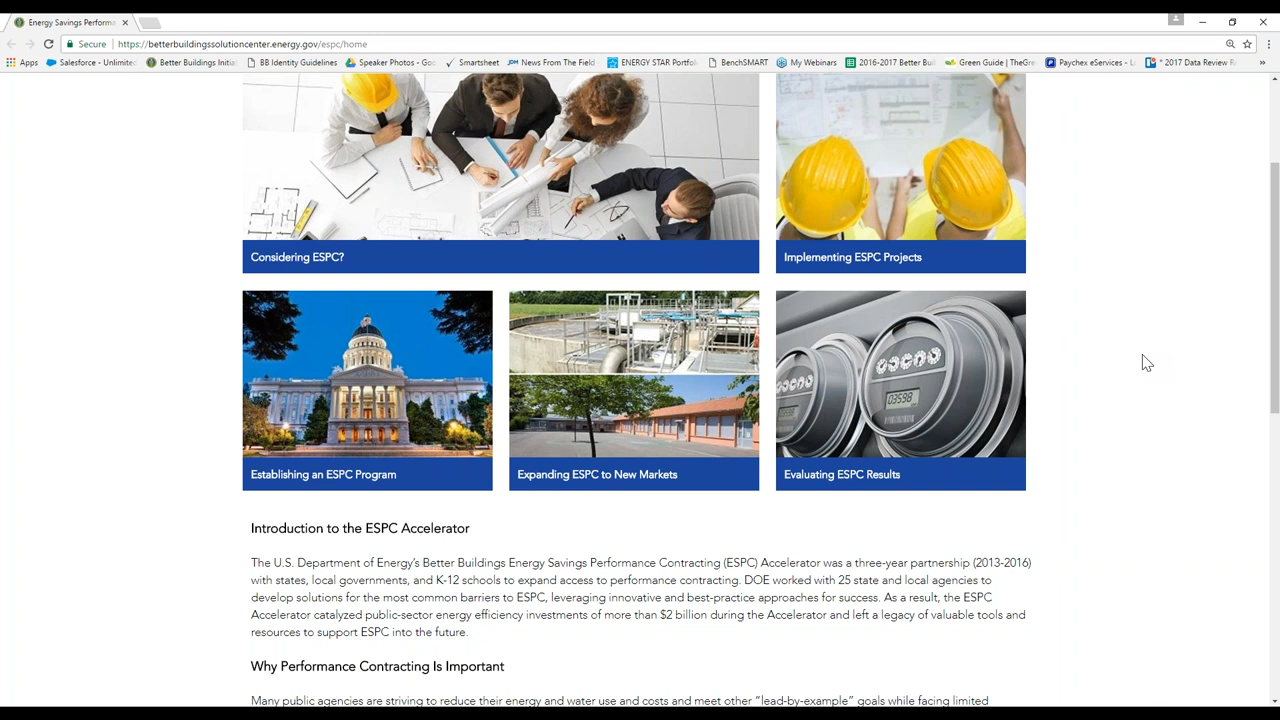 Energy Savings Performa
Secure https://betterbuildingssolutioncenter.energy.gov/espc/home
Apps Salesforce - Unlimited Better Buildings Initia BB Identity Guidelines Speaker Photos - Goo Smartsheet JDM News From The Field ENERGY STAR Portfoli BenchSMART My Webinars 2016-2017 Better Buil Green Guide | TheGre Paychex eServices - L * 2017 Data Review R »
Considering ESPC?
Implementing ESPC Projects
03598
Establishing an ESPC Program
Expanding ESPC to New Markets
Evaluating ESPC Results
Introduction to the ESPC Accelerator
The U.S. Department of Energy's Better Buildings Energy Savings Performance Contracting (ESPC) Accelerator was a three-year partnership (2013-2016)
with states, local governments, and K-12 schools to expand access to performance contracting. DOE worked with 25 state and local agencies to
develop solutions for the most common barriers to ESPC, leveraging innovative and best-practice approaches for success. As a result, the ESPC
Accelerator catalyzed public-sector energy efficiency investments of more than $2 billion during the Accelerator and left a legacy of valuable tools and
resources to support ESPC into the future.
Why Performance Contracting Is Important
Many public agencies are striving to reduce their energy and water use and costs and meet other "lead-by-example" goals while facing limited